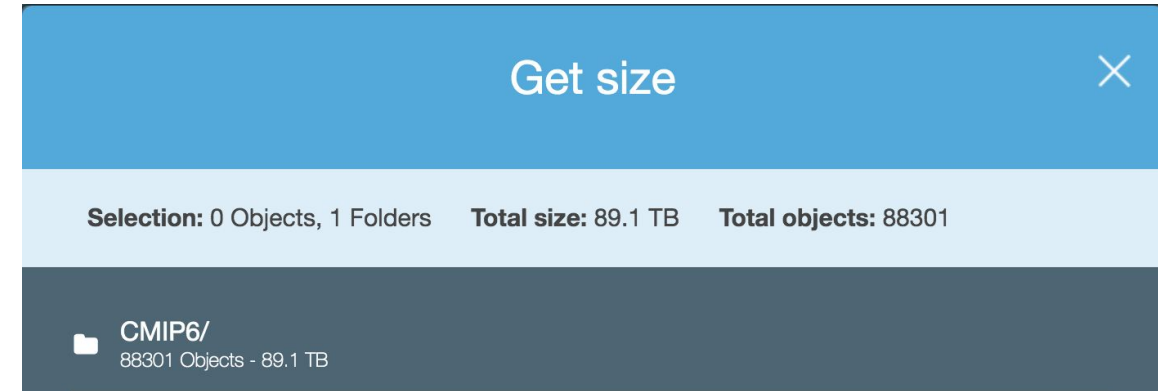 Get size
Selection: 0 Objects, 1 Folders Total size: 89.1 TB Total objects: 88301
CMIP6/
88301 Objects - 89.1 TB